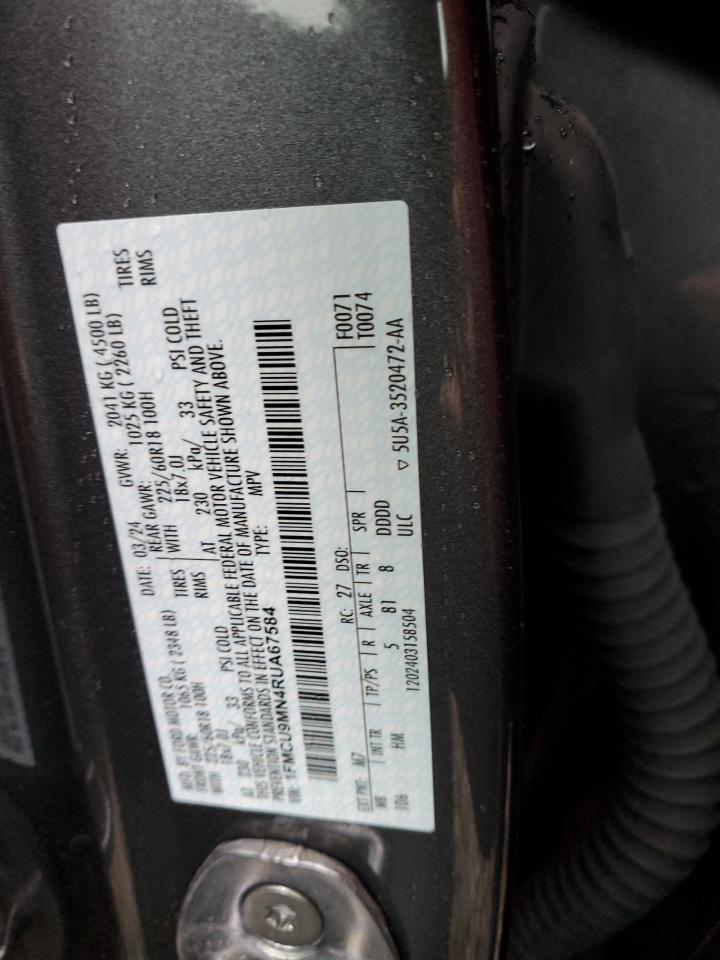 MFD. BY FORD MOTOR CO.
DATE: 03/24 GVWR: 2041 KG ( 4500 LB)
FRONT GAWR: 1065 KG ( 2348 LB) REAR GAWR: 1025 KG ( 2260 LB)
WITH 225/60R18 100H TIRES WITH 225/60R18 100H TIRES
18x7.0J RIMS 18x7.0J RIMS
AT 230 kPa/ 33 PSI COLD AT 230 kPa/ 33 PSI COLD
THIS VEHICLE CONFORMS TO ALL APPLICABLE FEDERAL MOTOR VEHICLE SAFETY AND THEFT
PREVENTION STANDARDS IN EFFECT ON THE DATE OF MANUFACTURE SHOWN ABOVE.
VIN: 1FMCU9MN4RUA67584 TYPE: MPV
EXT PNT: M7 RC: 27 DSO: F0071
WB INT TR TP/PS R AXLE TR SPR T0074
106 HM 5 81 8 DDDD
ULC
1202403158504 ▽ 5U5A-3520472-AA